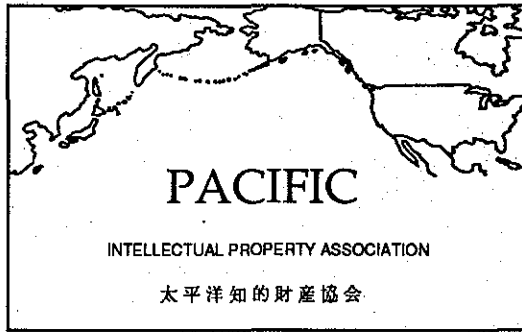 PACIFIC
INTELLECTUAL PROPERTY ASSOCIATION
太平洋知的財産協会